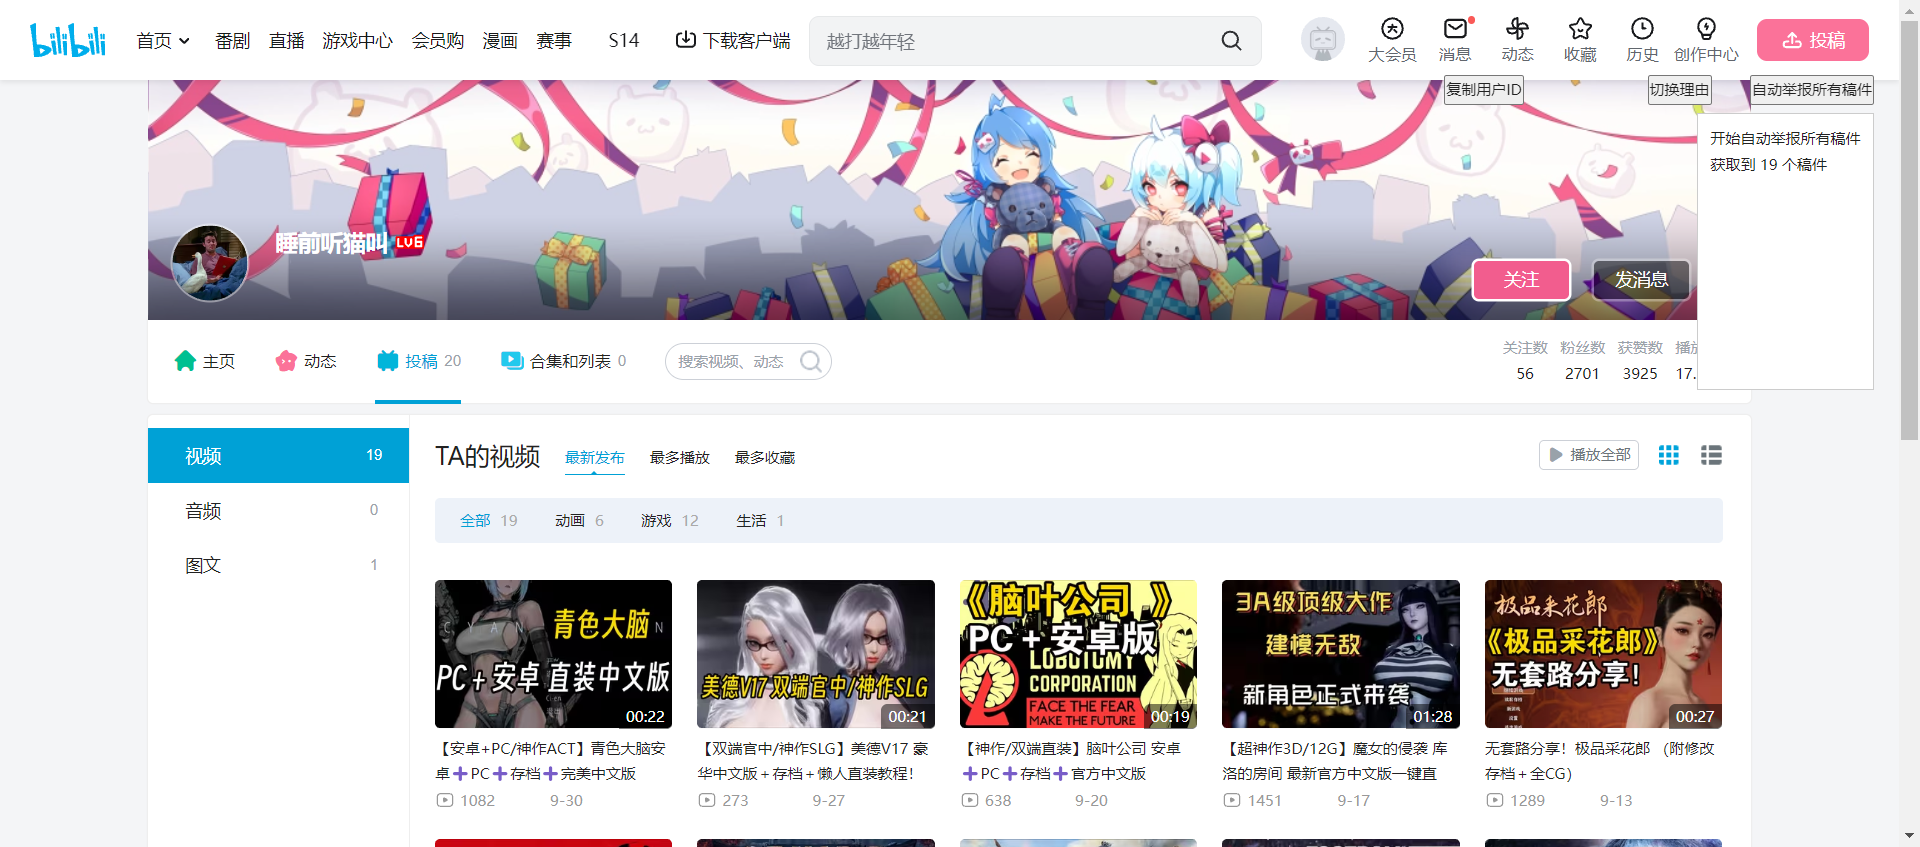 bilibili
首页
番剧
直播
游戏中心
会员购
漫画
赛事
S14
下载客户端
越打越年轻
大会员
消息
动态
收藏
历史
创作中心
投稿
复制用户ID
切换理由
自动举报所有稿件
开始自动举报所有稿件
获取到 19 个稿件
睡前听猫叫 LV6
关注
发消息
主页
动态
投稿 20
合集和列表 0
搜索视频、动态
关注数
56
粉丝数
2701
获赞数
3925
播放
17.
视频 19
音频 0
图文 1
TA的视频
最新发布
最多播放
最多收藏
播放全部
全部 19
动画 6
游戏 12
生活 1
CYAN
青色大脑
PC+安卓 直装中文版
00:22
【安卓+PC/神作ACT】青色大脑安
卓➕PC➕存档➕完美中文版
1082
9-30
美德V17 双端官中/神作SLG
00:21
【双端官中/神作SLG】美德V17 豪
华中文版＋存档＋懒人直装教程！
273
9-27
《脑叶公司 》
PC+安卓版
LOBOTOMY
CORPORATION
FACE THE FEAR
MAKE THE FUTURE
00:19
【神作/双端直装】脑叶公司 安卓
➕PC➕存档➕官方中文版
638
9-20
3A级顶级大作
建模无敌
新角色正式来袭
01:28
【超神作3D/12G】魔女的侵袭 库
洛的房间 最新官方中文版一键直
1451
9-17
极品采花郎
《极品采花郎》
无套路分享！
00:27
无套路分享！极品采花郎 （附修改
存档＋全CG）
1289
9-13